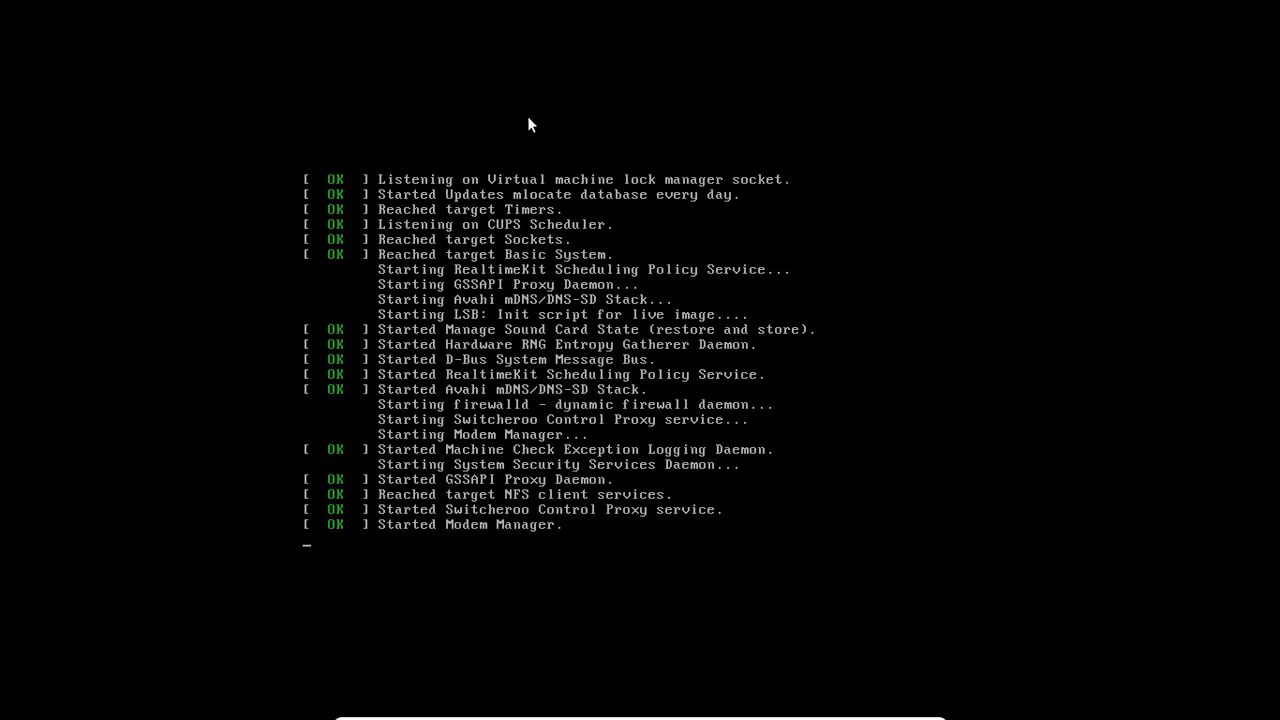 [  OK  ] Listening on Virtual machine lock manager socket.
[  OK  ] Started Updates mlocate database every day.
[  OK  ] Reached target Timers.
[  OK  ] Listening on CUPS Scheduler.
[  OK  ] Reached target Sockets.
[  OK  ] Reached target Basic System.
Starting RealtimeKit Scheduling Policy Service...
Starting GSSAPI Proxy Daemon...
Starting Avahi mDNS/DNS-SD Stack...
Starting LSB: Init script for live image....
[  OK  ] Started Manage Sound Card State (restore and store).
[  OK  ] Started Hardware RNG Entropy Gatherer Daemon.
[  OK  ] Started D-Bus System Message Bus.
[  OK  ] Started RealtimeKit Scheduling Policy Service.
[  OK  ] Started Avahi mDNS/DNS-SD Stack.
Starting firewalld - dynamic firewall daemon...
Starting Switcheroo Control Proxy service...
Starting Modem Manager...
[  OK  ] Started Machine Check Exception Logging Daemon.
Starting System Security Services Daemon...
[  OK  ] Started GSSAPI Proxy Daemon.
[  OK  ] Reached target NFS client services.
[  OK  ] Started Switcheroo Control Proxy service.
[  OK  ] Started Modem Manager.
_